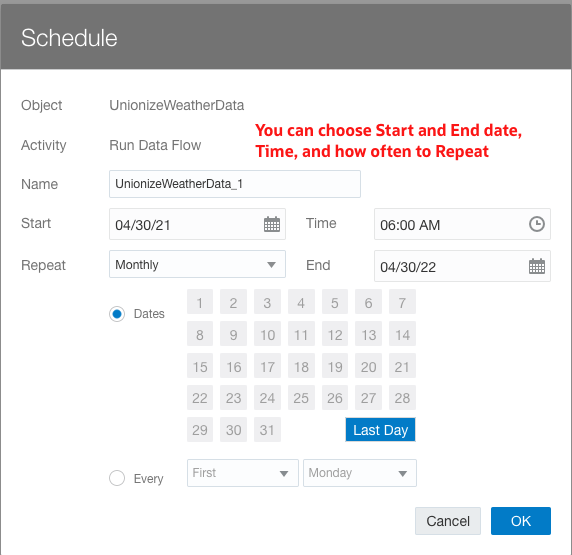 Schedule
Object UnionizeWeatherData
Activity Run Data Flow
You can choose Start and End date,
Time, and how often to Repeat
Name UnionizeWeatherData_1
Start 04/30/21 Time 06:00 AM
Repeat Monthly End 04/30/22
Dates 1 2 3 4 5 6 7
8 9 10 11 12 13 14
15 16 17 18 19 20 21
22 23 24 25 26 27 28
29 30 31 Last Day
Every First Monday
Cancel OK